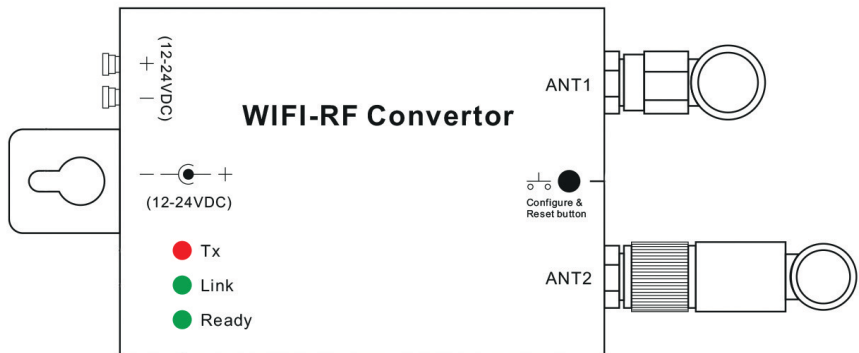 +
(12-24VDC)
−
WIFI-RF Convertor
ANT1
− +
(12-24VDC)
Configure &
Reset button
Tx
Link
Ready
ANT2